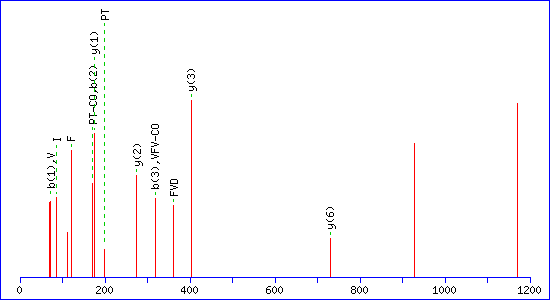 b(1),V
I
F
PT-CO,b(2)
y(1)
PT
y(2)
b(3),VFV-CO
FVD
y(3)
y(6)
0 200 400 600 800 1000 1200